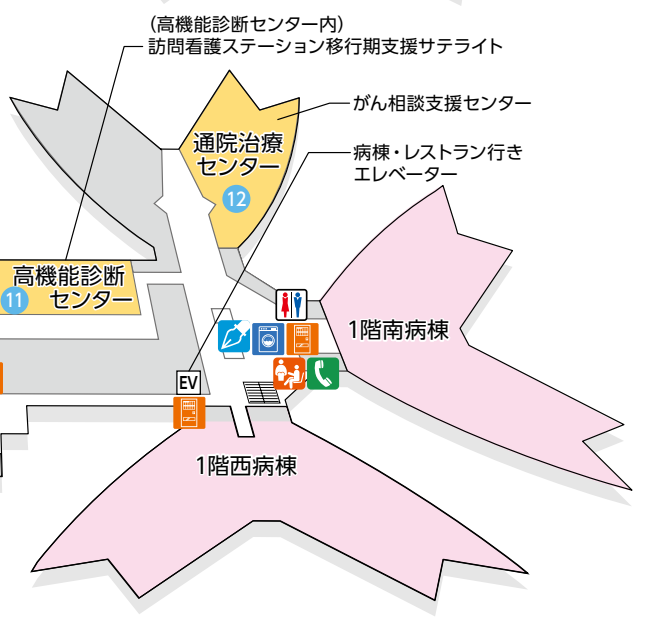 （高機能診断センター内）
訪問看護ステーション移行期支援サテライト
がん相談支援センター
通院治療
センター
12
病棟・レストラン行き
エレベーター
高機能診断
11 センター
1階南病棟
EV
1階西病棟